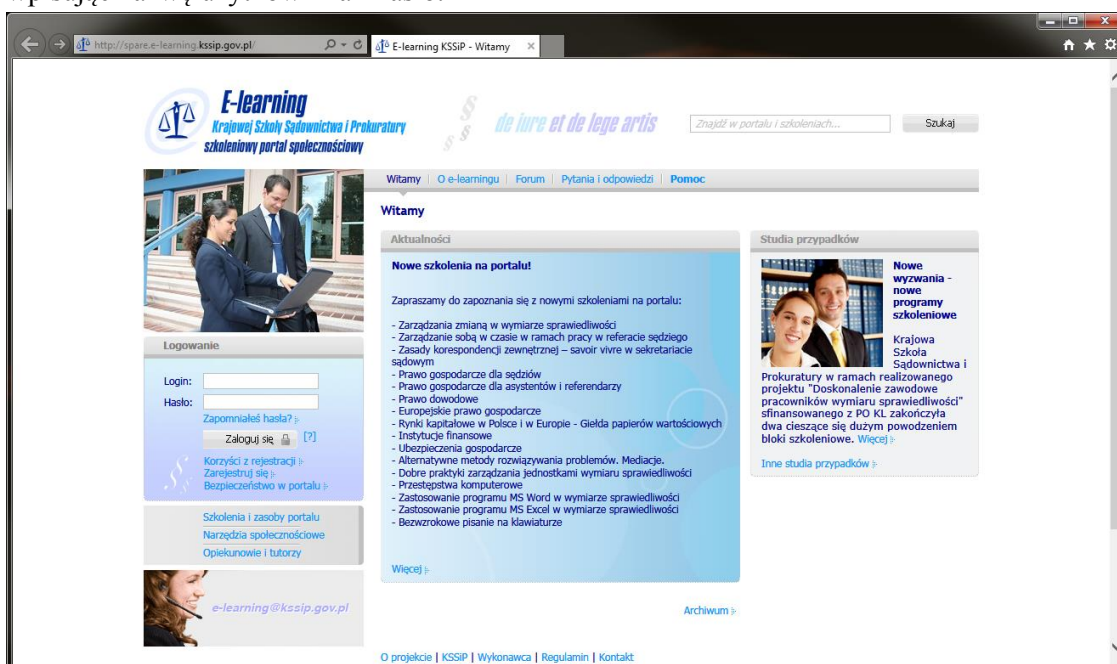 http://spare.e-learning.kssip.gov.pl/
E-learning KSSiP - Witamy
E-learning
Krajowej Szkoły Sądownictwa i Prokuratury
szkoleniowy portal społecznościowy
de iure et de lege artis
Znajdź w portalu i szkoleniach...
Szukaj
Witamy | O e-learningu | Forum | Pytania i odpowiedzi | Pomoc
Witamy
Aktualności
Nowe szkolenia na portalu!
Zapraszamy do zapoznania się z nowymi szkoleniami na portalu:
- Zarządzania zmianą w wymiarze sprawiedliwości
- Zarządzanie sobą w czasie w ramach pracy w referacie sędziego
- Zasady korespondencji zewnętrznej – savoir vivre w sekretariacie
sądowym
- Prawo gospodarcze dla sędziów
- Prawo gospodarcze dla asystentów i referendarzy
- Prawo dowodowe
- Europejskie prawo gospodarcze
- Rynki kapitałowe w Polsce i w Europie - Giełda papierów wartościowych
- Instytucje finansowe
- Ubezpieczenia gospodarcze
- Alternatywne metody rozwiązywania problemów. Mediacje.
- Dobre praktyki zarządzania jednostkami wymiaru sprawiedliwości
- Przestępstwa komputerowe
- Zastosowanie programu MS Word w wymiarze sprawiedliwości
- Zastosowanie programu MS Excel w wymiarze sprawiedliwości
- Bezwzrokowe pisanie na klawiaturze
Więcej
Archiwum
Studia przypadków
Nowe
wyzwania -
nowe
programy
szkoleniowe
Krajowa
Szkoła
Sądownictwa i
Prokuratury w ramach realizowanego
projektu "Doskonalenie zawodowe
pracowników wymiaru sprawiedliwości"
sfinansowanego z PO KL zakończyła
dwa cieszące się dużym powodzeniem
bloki szkoleniowe. Więcej
Inne studia przypadków
Logowanie
Login:
Hasło:
Zapomniałeś hasła?
Zaloguj się [?]
Korzyści z rejestracji
Zarejestruj się
Bezpieczeństwo w portalu
Szkolenia i zasoby portalu
Narzędzia społecznościowe
Opiekunowie i tutorzy
e-learning@kssip.gov.pl
O projekcie | KSSiP | Wykonawca | Regulamin | Kontakt